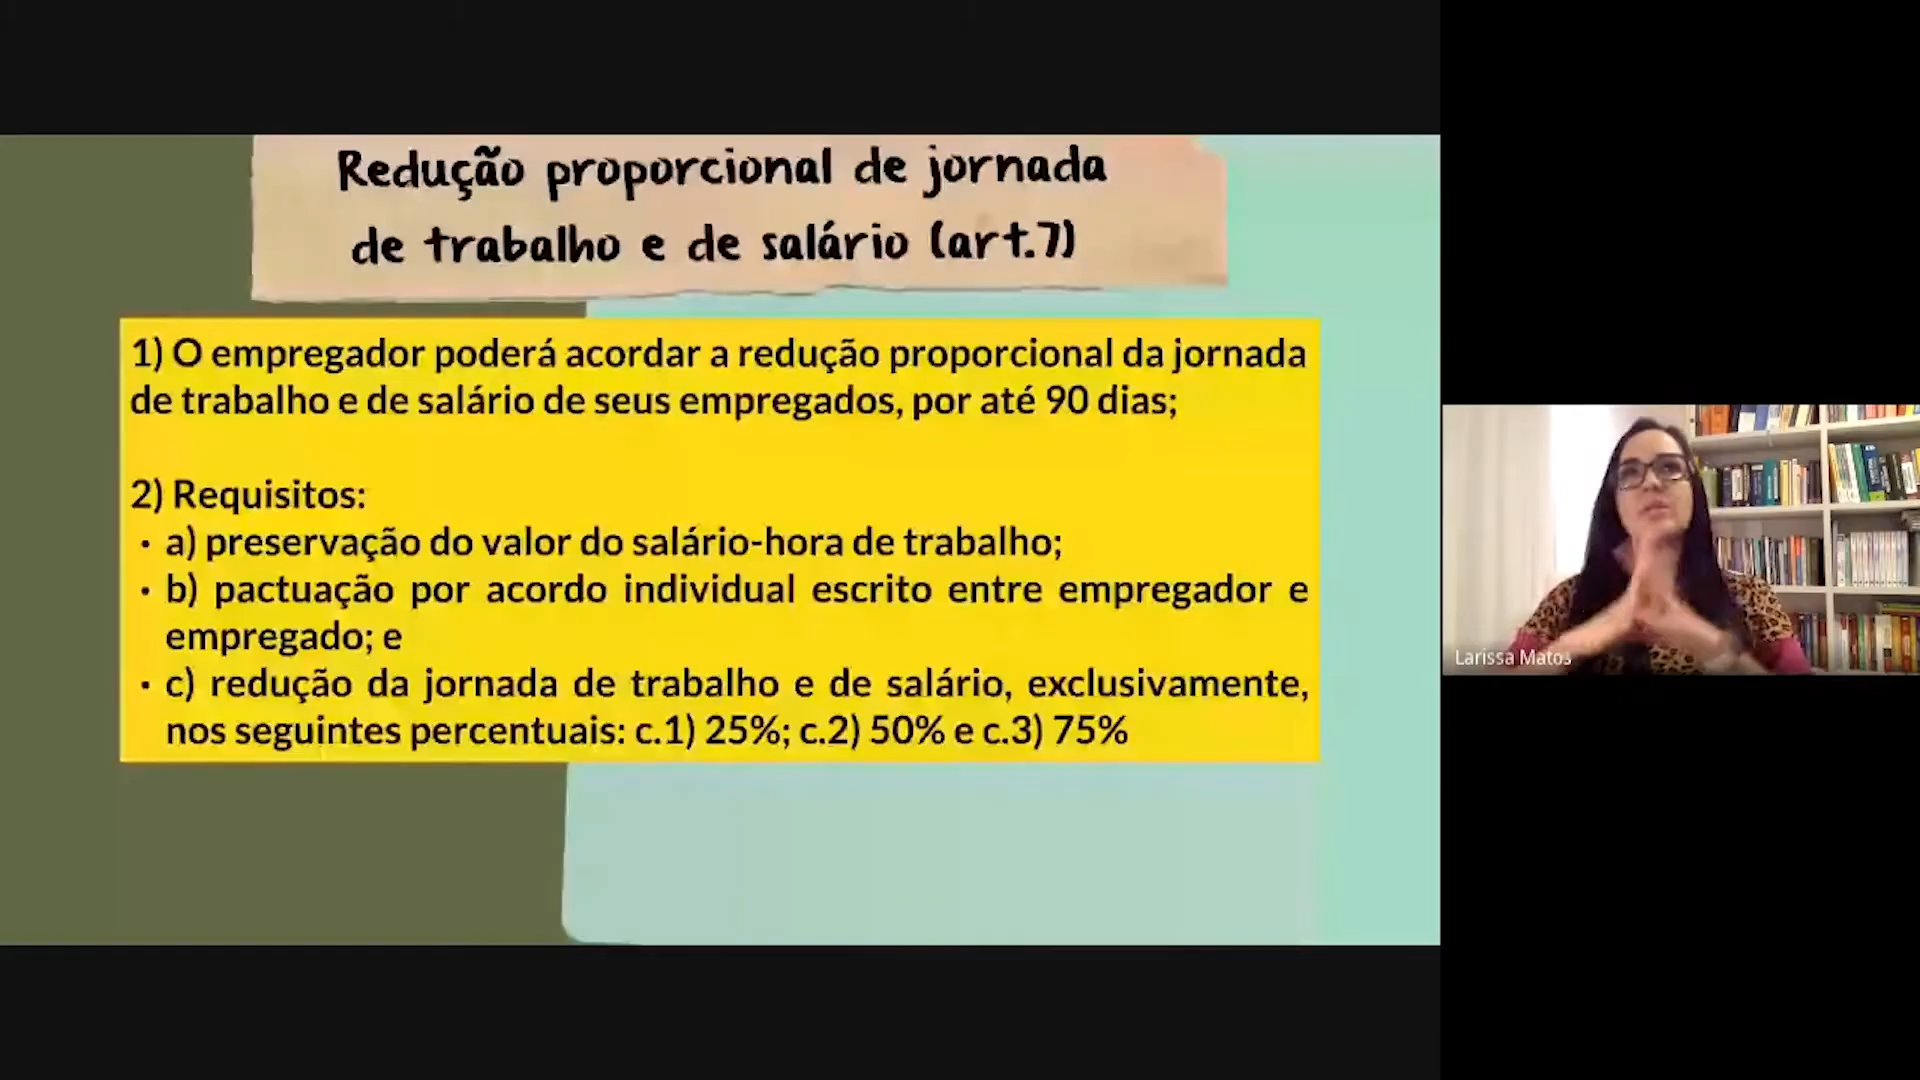 Redução proporcional de jornada
de trabalho e de salário (art.7)
1) O empregador poderá acordar a redução proporcional da jornada
de trabalho e de salário de seus empregados, por até 90 dias;
2) Requisitos:
• a) preservação do valor do salário-hora de trabalho;
• b) pactuação por acordo individual escrito entre empregador e
empregado; e
• c) redução da jornada de trabalho e de salário, exclusivamente,
nos seguintes percentuais: c.1) 25%; c.2) 50% e c.3) 75%
Larissa Matos